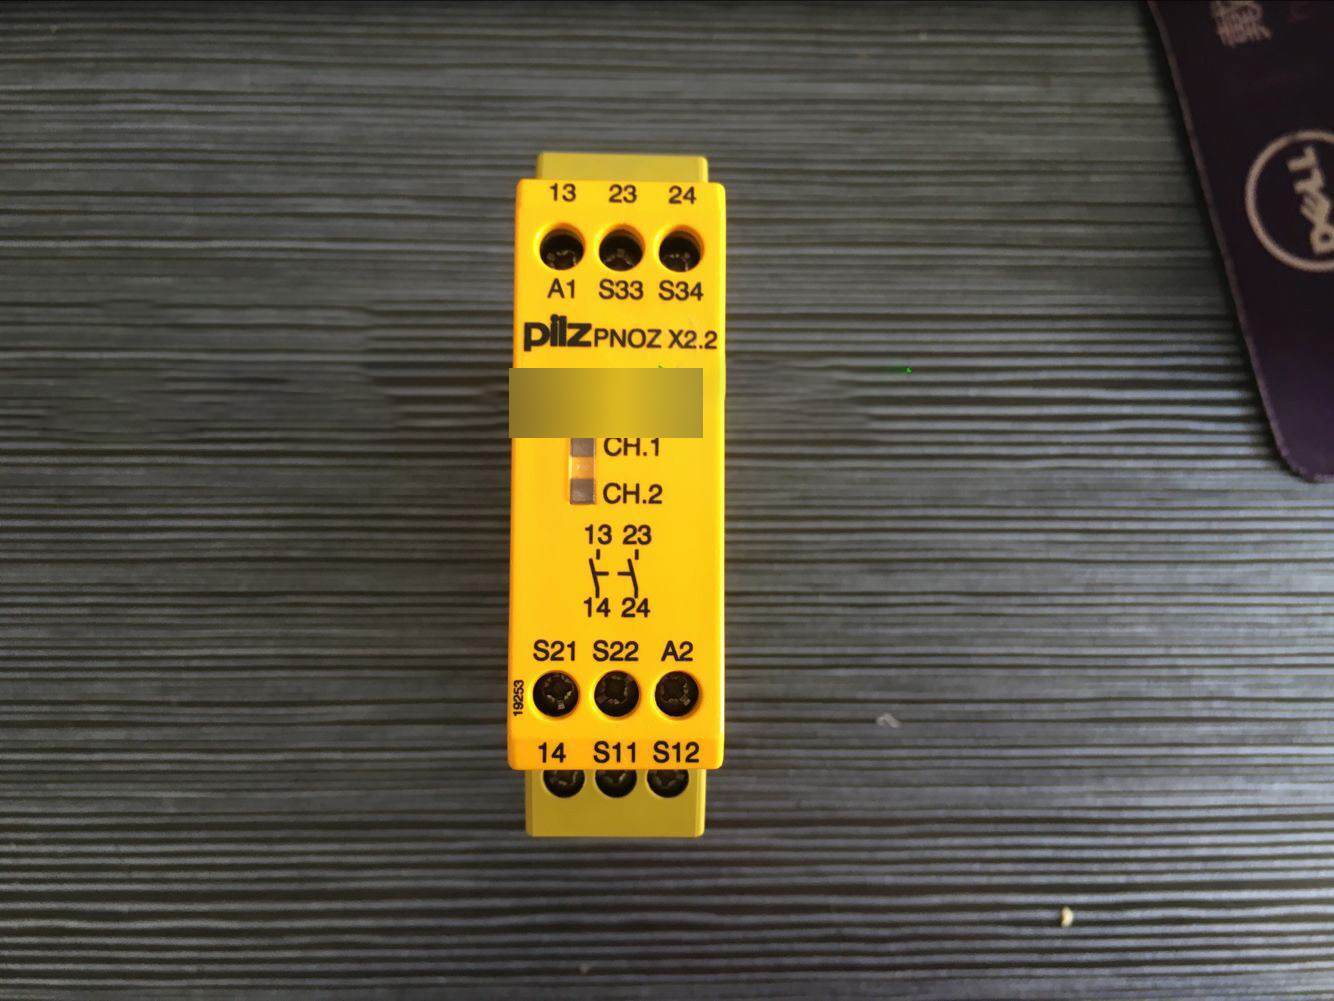 13 23 24
A1 S33 S34
pilz PNOZ X2.2
CH.1
CH.2
13 23
14 24
S21 S22 A2
19253
14 S11 S12
DELL